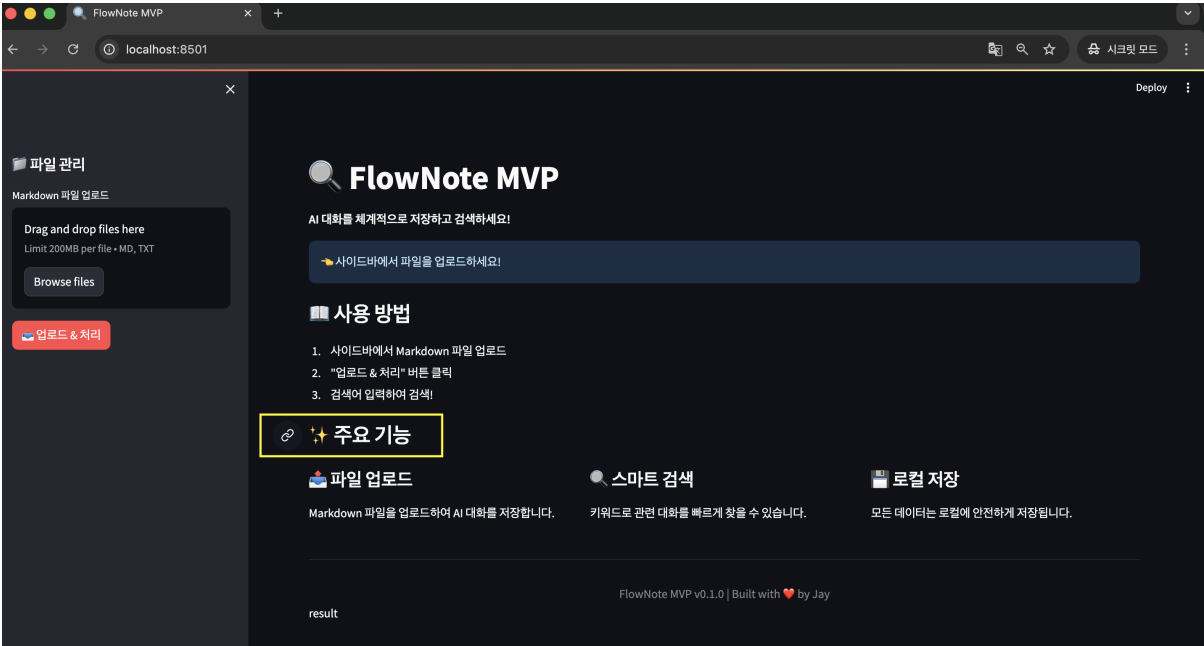 FlowNote MVP
localhost:8501
시크릿 모드
Deploy
파일 관리
Markdown 파일 업로드
Drag and drop files here
Limit 200MB per file • MD, TXT
Browse files
업로드 & 처리
FlowNote MVP
AI 대화를 체계적으로 저장하고 검색하세요!
사이드바에서 파일을 업로드하세요!
사용 방법
1. 사이드바에서 Markdown 파일 업로드
2. "업로드 & 처리" 버튼 클릭
3. 검색어 입력하여 검색!
✨ 주요 기능
파일 업로드
Markdown 파일을 업로드하여 AI 대화를 저장합니다.
스마트 검색
키워드로 관련 대화를 빠르게 찾을 수 있습니다.
로컬 저장
모든 데이터는 로컬에 안전하게 저장됩니다.
FlowNote MVP v0.1.0 | Built with ❤️ by Jay
result